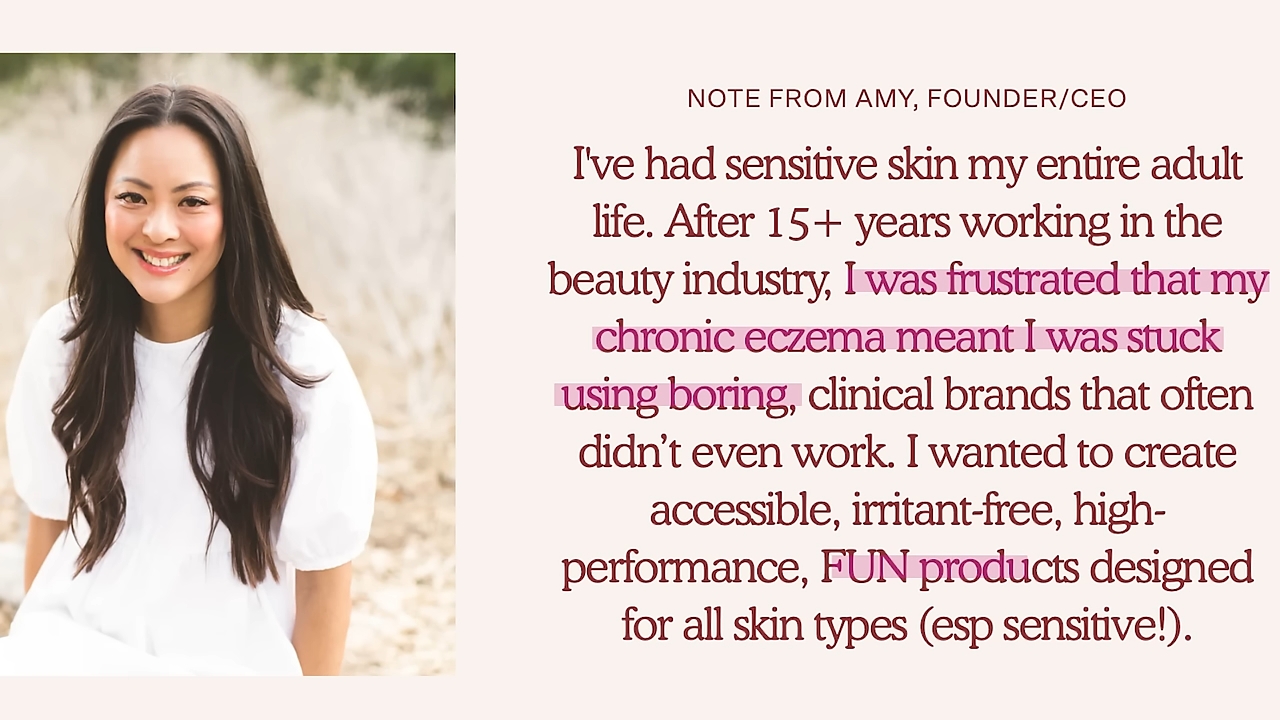 NOTE FROM AMY, FOUNDER/CEO
I've had sensitive skin my entire adult
life. After 15+ years working in the
beauty industry, I was frustrated that my
chronic eczema meant I was stuck
using boring, clinical brands that often
didn’t even work. I wanted to create
accessible, irritant-free, high-
performance, FUN products designed
for all skin types (esp sensitive!).